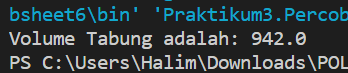 bsheet6\bin' 'Praktikum3.Percob
Volume Tabung adalah: 942.0
PS C:\Users\Halim\Downloads\POL